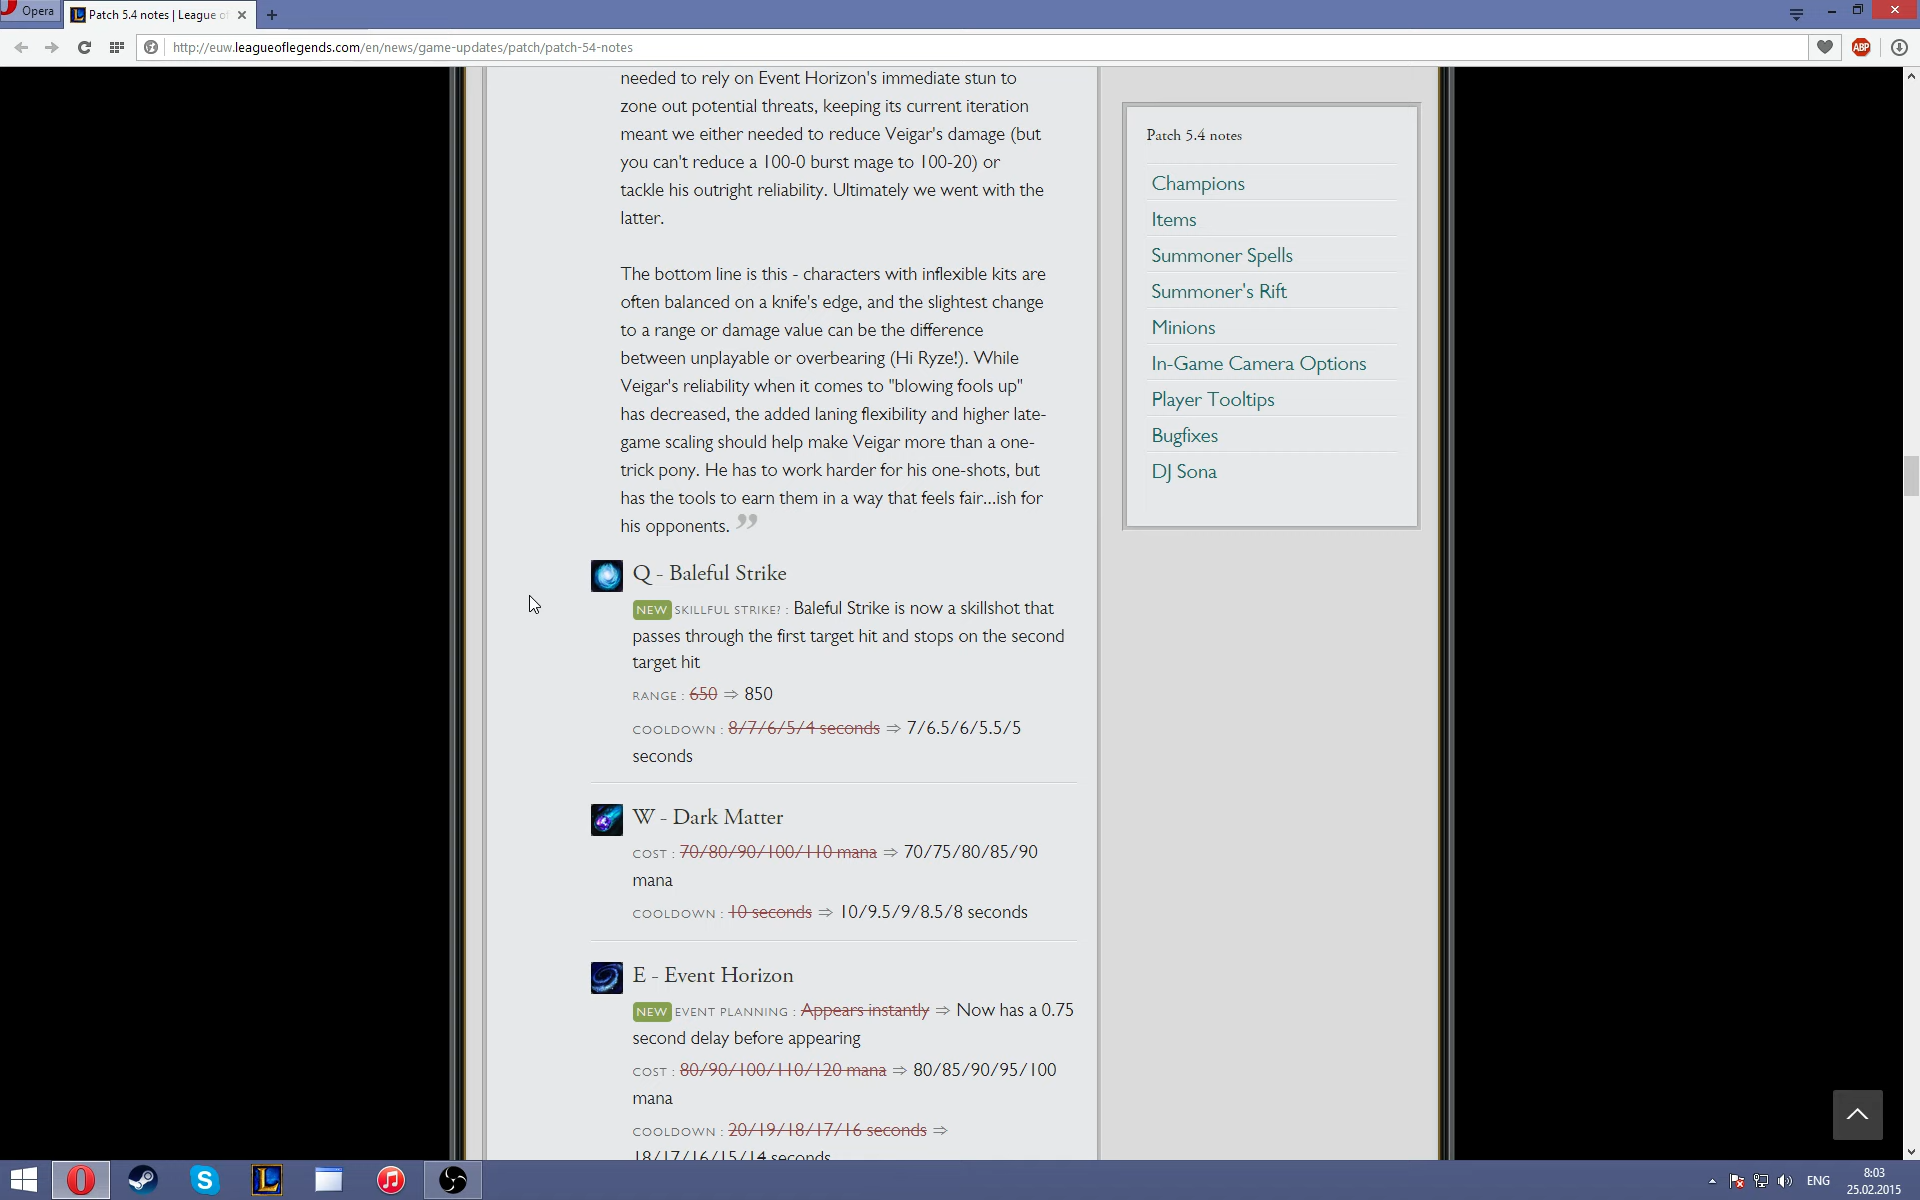 Opera
Patch 5.4 notes | League o
http://euw.leagueoflegends.com/en/news/game-updates/patch/patch-54-notes
ABP
needed to rely on Event Horizon's immediate stun to
zone out potential threats, keeping its current iteration
meant we either needed to reduce Veigar's damage (but
you can't reduce a 100-0 burst mage to 100-20) or
tackle his outright reliability. Ultimately we went with the
latter.
The bottom line is this - characters with inflexible kits are
often balanced on a knife's edge, and the slightest change
to a range or damage value can be the difference
between unplayable or overbearing (Hi Ryze!). While
Veigar's reliability when it comes to "blowing fools up"
has decreased, the added laning flexibility and higher late-
game scaling should help make Veigar more than a one-
trick pony. He has to work harder for his one-shots, but
has the tools to earn them in a way that feels fair...ish for
his opponents. ”
Q - Baleful Strike
NEW SKILLFUL STRIKE? : Baleful Strike is now a skillshot that
passes through the first target hit and stops on the second
target hit
RANGE : 650 ⇒ 850
COOLDOWN : 8/7/6/5/4 seconds ⇒ 7/6.5/6/5.5/5
seconds
W - Dark Matter
COST : 70/80/90/100/110 mana ⇒ 70/75/80/85/90
mana
COOLDOWN : 10 seconds ⇒ 10/9.5/9/8.5/8 seconds
E - Event Horizon
NEW EVENT PLANNING : Appears instantly ⇒ Now has a 0.75
second delay before appearing
COST : 80/90/100/110/120 mana ⇒ 80/85/90/95/100
mana
COOLDOWN : 20/19/18/17/16 seconds ⇒
18/17/16/15/14 seconds
Patch 5.4 notes
Champions
Items
Summoner Spells
Summoner's Rift
Minions
In-Game Camera Options
Player Tooltips
Bugfixes
DJ Sona
ENG
8:03
25.02.2015